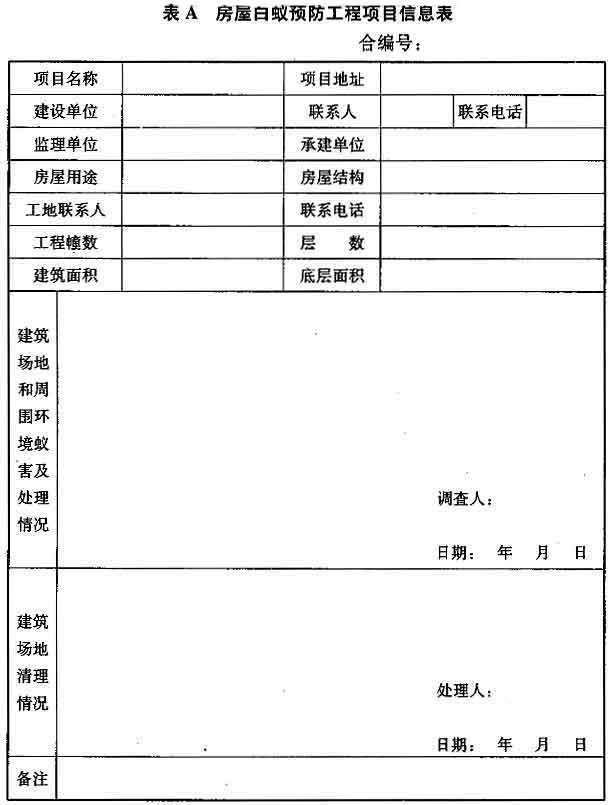 表 A 房屋白蚁预防工程项目信息表
合编号:
项目名称 项目地址
建设单位 联系人 联系电话
监理单位 承建单位
房屋用途 房屋结构
工地联系人 联系电话
工程幢数 层 数
建筑面积 底层面积
建筑
场地
和周
围环
境蚁
害及
处理
情况
调查人:
日期: 年 月 日
建筑
场地
清理
情况
处理人:
日期: 年 月 日
备注